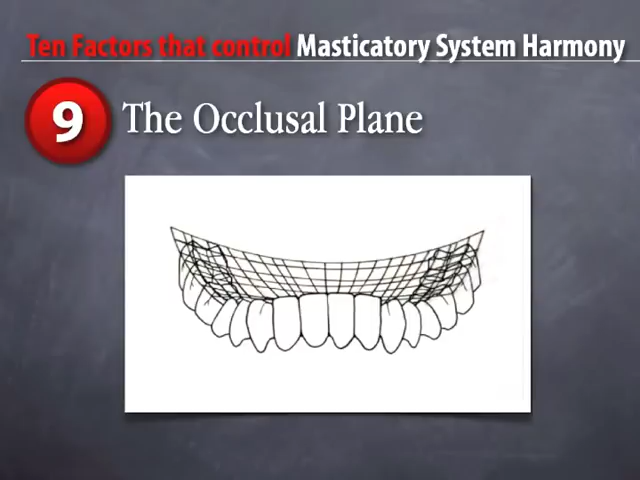 Ten Factors that control Masticatory System Harmony
9 The Occlusal Plane